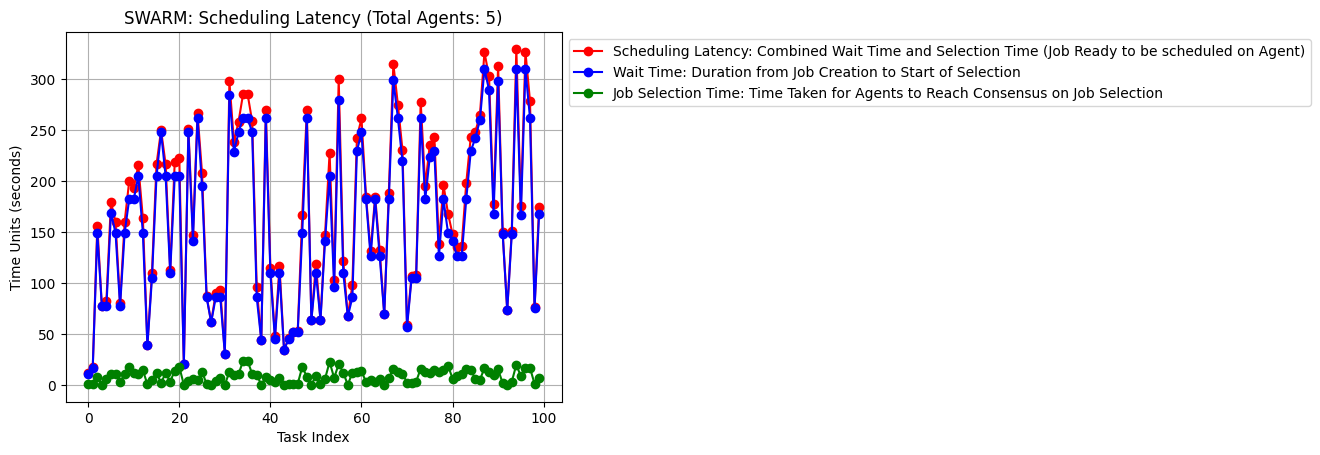 SWARM: Scheduling Latency (Total Agents: 5)
Scheduling Latency: Combined Wait Time and Selection Time (Job Ready to be scheduled on Agent)
Wait Time: Duration from Job Creation to Start of Selection
Job Selection Time: Time Taken for Agents to Reach Consensus on Job Selection
Time Units (seconds)
300
250
200
150
100
50
0
0 20 40 60 80 100
Task Index